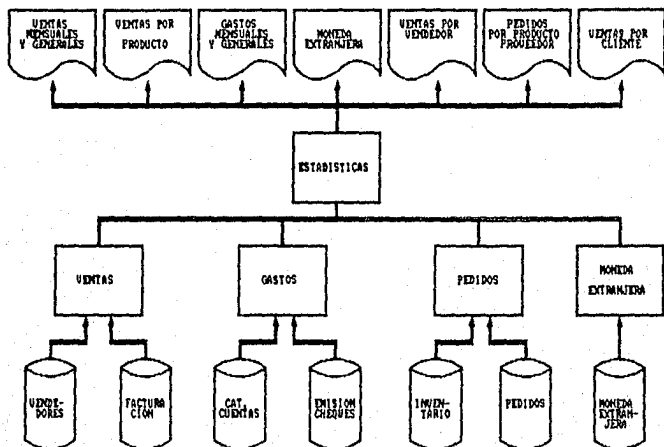 VENTAS
MENSUALES
Y GENERALES
VENTAS POR
PRODUCTO
GASTOS
MENSUALES
Y GENERALES
MONEDA
EXTRANJERA
VENTAS POR
VENDEDOR
PEDIDOS
POR PRODUCTO
PROVEEDOR
VENTAS POR
CLIENTE
ESTADISTICAS
VENTAS
GASTOS
PEDIDOS
MONEDA
EXTRANJERA
VENDE-
DORES
FACTURA
CIÓN
CAT.
CUENTAS
EMISION
CHEQUES
INVEN-
TARIO
PEDIDOS
MONEDA
EXTRAN-
JERA